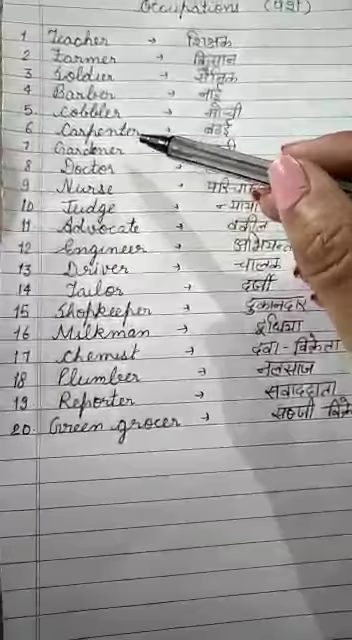 Occupations (पेशा)
1 Teacher → शिक्षक
2 Farmer → किसान
3 Soldier → सैनिक
4 Barber → नाई
5. Cobbler → मोची
6 Carpenter → बढ़ई
7 Gardener
8 Doctor
9 Nurse
10 Judge
11 Advocate → वकील
12 Engineer →
13 Driver → चालक
14 Tailor → दर्जी
15 Shopkeeper → दुकानदार
16 Milkman →
17 Chemist → दवा-विक्रेता
18 Plumber → नलसाज
19 Reporter → संवाददाता
20. Green grocer → सब्जी